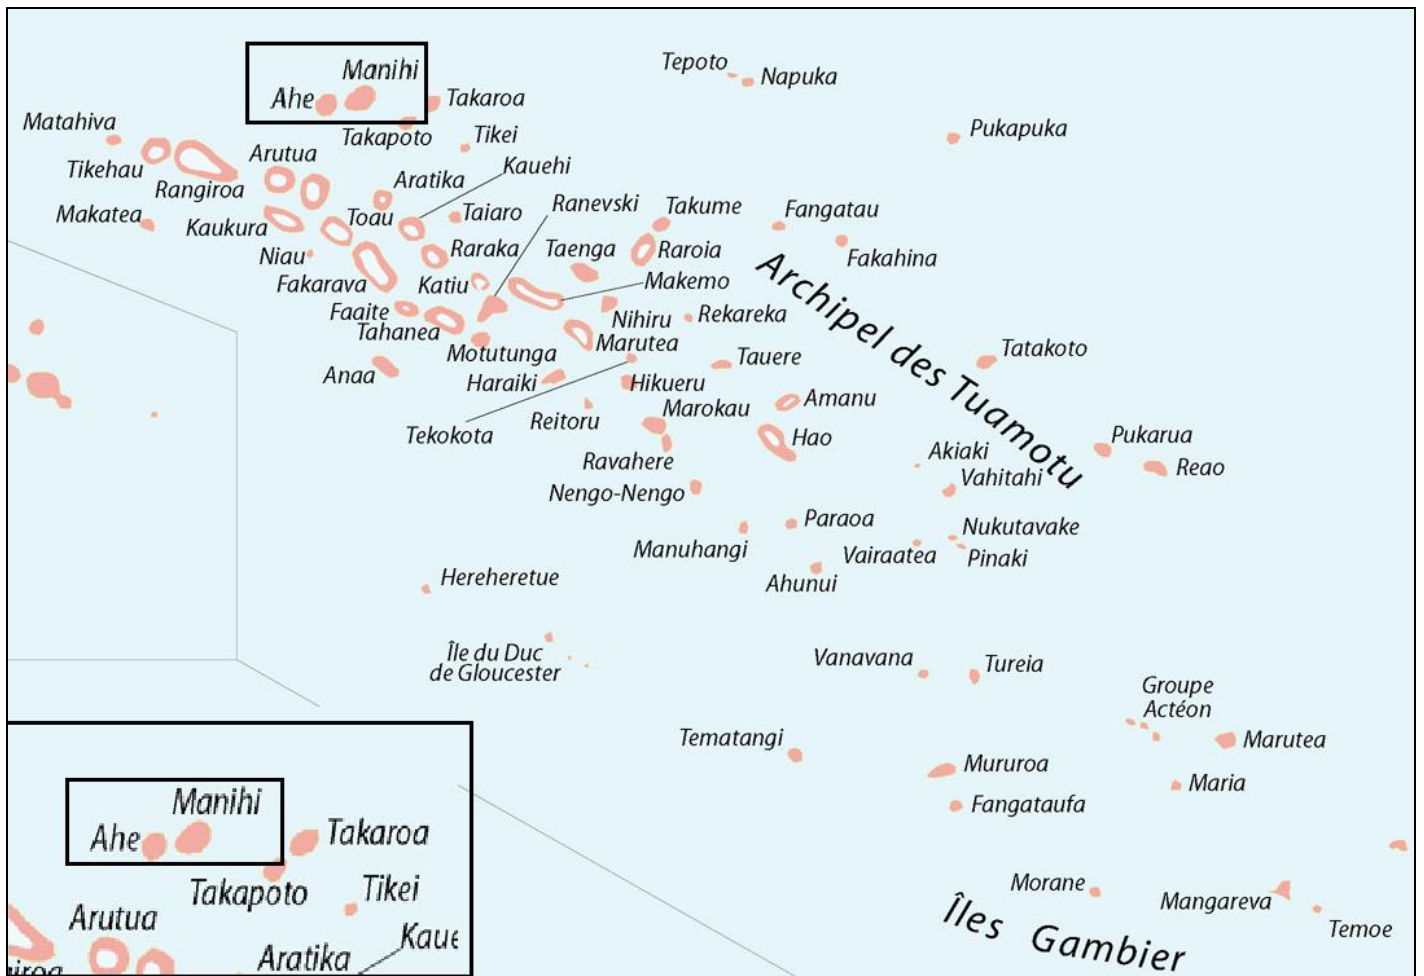 Tepoto
Napuka
Manihi
Ahe
Takaroa
Matahiva
Takapoto
Tikei
Pukapuka
Tikehau
Arutua
Kauehi
Rangiroa
Aratika
Ranevski
Takume
Fangatau
Makatea
Kaukura
Toau
Taiaro
Niau
Raraka
Taenga
Raroia
Fakahina
Fakarava
Katiu
Makemo
Archipel des Tuamotu
Faaite
Tahanea
Nihiru
Rekareka
Motutunga
Marutea
Tauere
Tatakoto
Anaa
Haraiki
Hikueru
Amanu
Reitoru
Marokau
Tekokota
Hao
Pukarua
Ravahere
Akiaki
Reao
Vahitahi
Nengo-Nengo
Paraoa
Nukutavake
Manuhangi
Vairaatea
Pinaki
Hereheretue
Ahunui
Île du Duc
de Gloucester
Vanavana
Tureia
Groupe
Actéon
Tematangi
Marutea
Mururoa
Maria
Fangataufa
Morane
Mangareva
Temoe
Îles Gambier
Manihi
Ahe
Takaroa
Takapoto
Tikei
Arutua
Kaue
Aratika
iroa